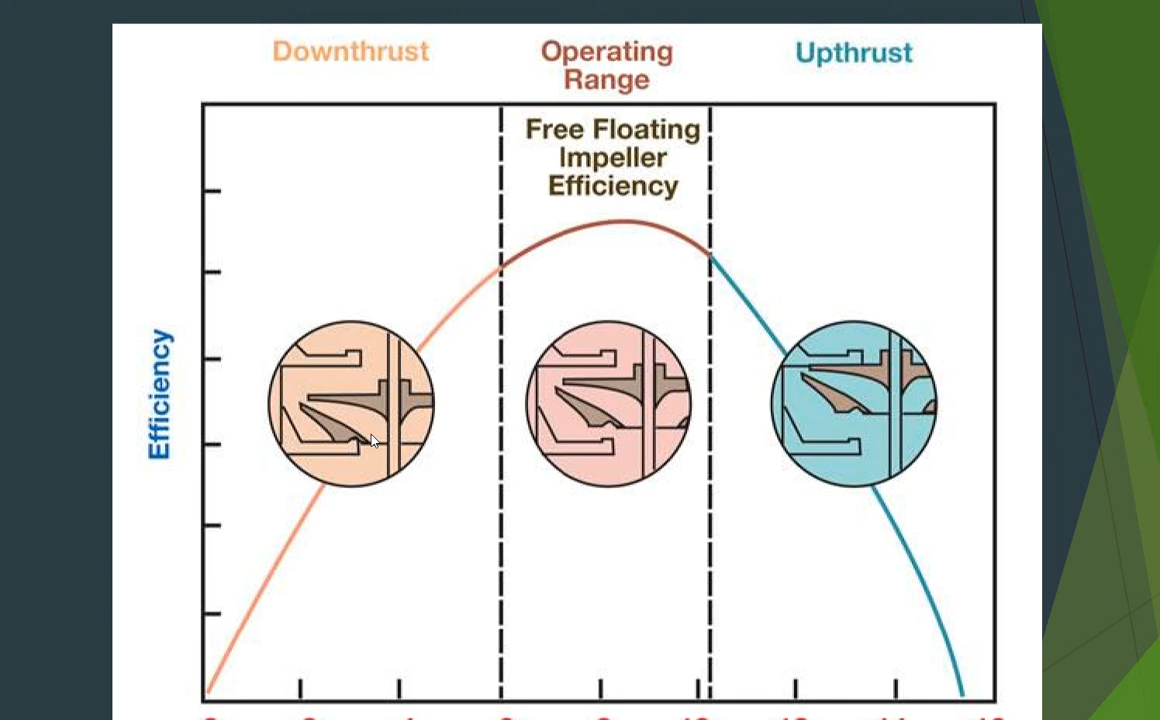 Downthrust
Operating
Range
Upthrust
Free Floating
Impeller
Efficiency
Efficiency